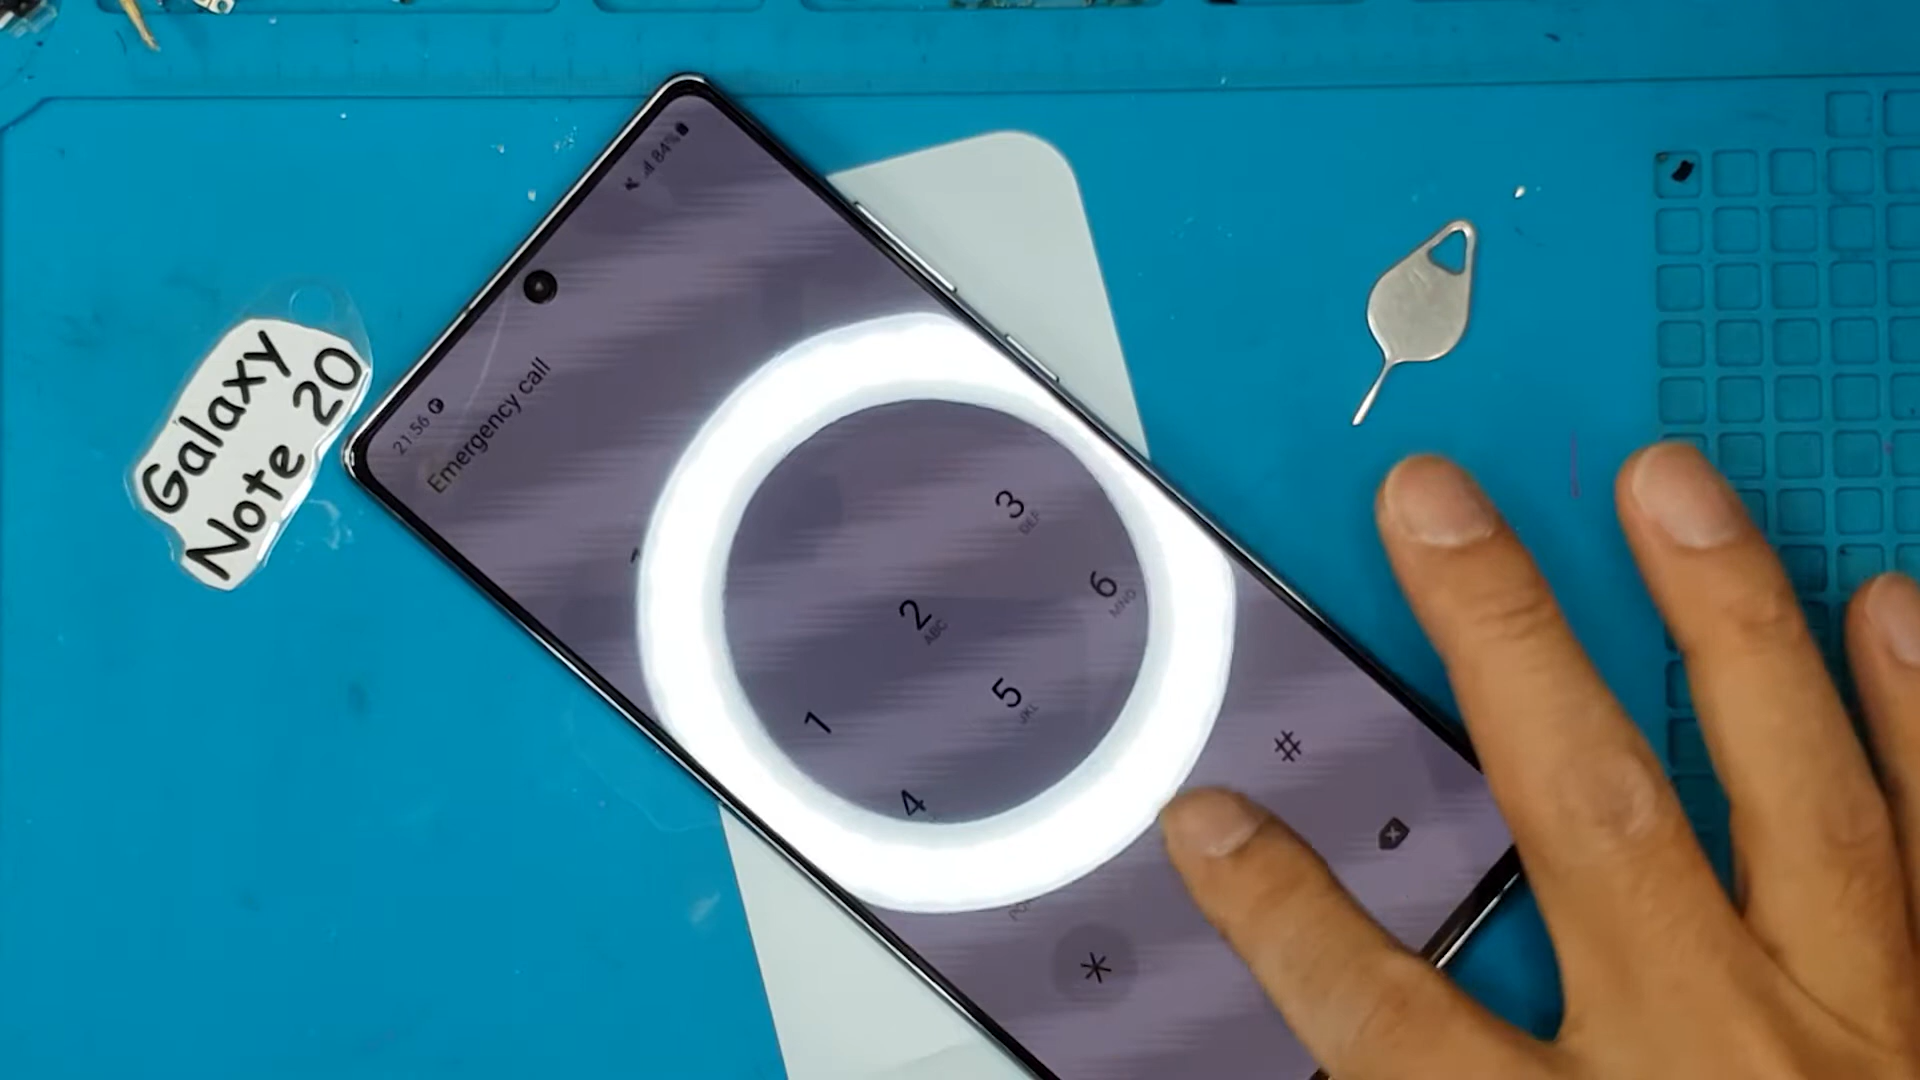 Galaxy
Note 20
21:56
84%
Emergency call
1
2
ABC
3
DEF
4
5
JKL
6
MNO
*
#